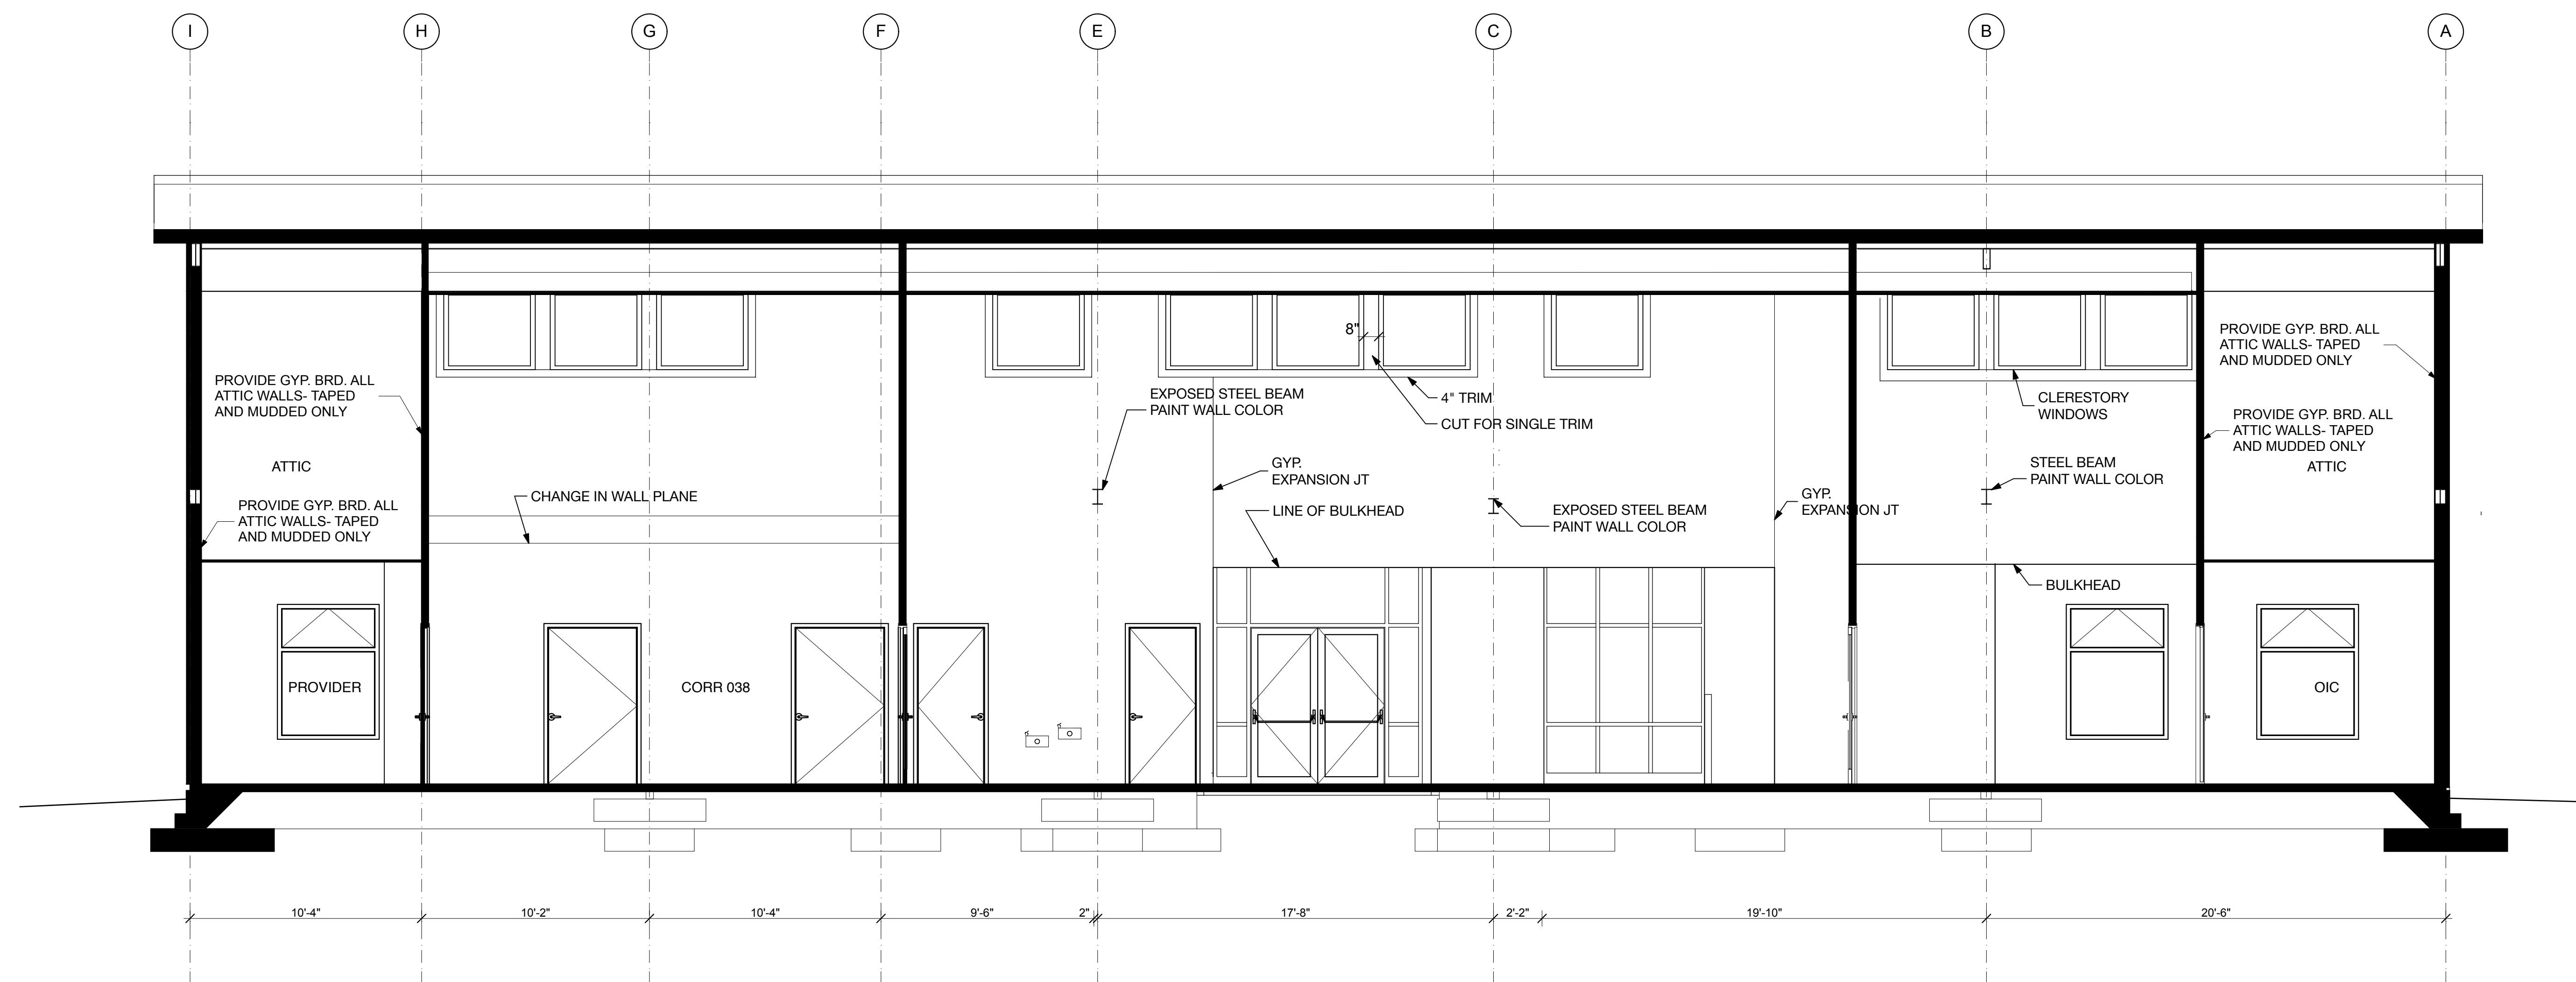 I H G F E C B A
8"
PROVIDE GYP. BRD. ALL
ATTIC WALLS- TAPED
AND MUDDED ONLY
PROVIDE GYP. BRD. ALL
ATTIC WALLS- TAPED
AND MUDDED ONLY
EXPOSED STEEL BEAM
PAINT WALL COLOR
4" TRIM
CUT FOR SINGLE TRIM
CLERESTORY
WINDOWS
PROVIDE GYP. BRD. ALL
ATTIC WALLS- TAPED
AND MUDDED ONLY
ATTIC
GYP.
EXPANSION JT
STEEL BEAM
PAINT WALL COLOR
ATTIC
PROVIDE GYP. BRD. ALL
ATTIC WALLS- TAPED
AND MUDDED ONLY
CHANGE IN WALL PLANE
LINE OF BULKHEAD
EXPOSED STEEL BEAM
PAINT WALL COLOR
GYP.
EXPANSION JT
BULKHEAD
PROVIDER
CORR 038
OIC
10'-4" 10'-2" 10'-4" 9'-6" 2" 17'-8" 2'-2" 19'-10" 20'-6"